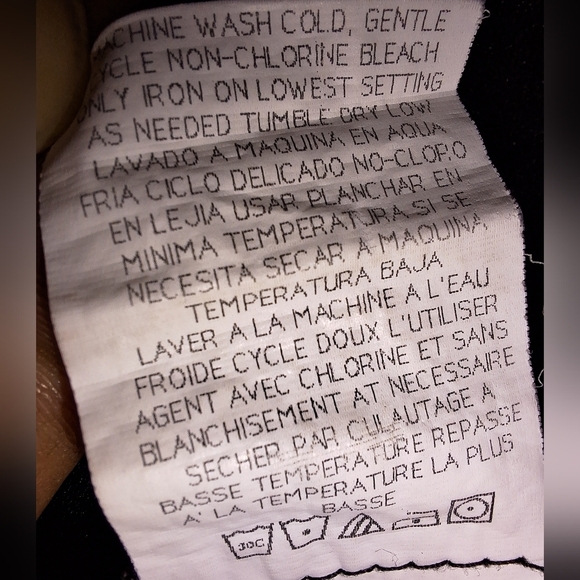 MACHINE WASH COLD, GENTLE
CYCLE NON-CHLORINE BLEACH
ONLY IRON ON LOWEST SETTING
AS NEEDED TUMBLE DRY LOW
LAVADO A MAQUINA EN AQUA
FRIA CICLO DELICADO NO-CLORO
EN LEJIA USAR PLANCHAR EN
MINIMA TEMPERATURA SI SE
NECESITA SECAR A MAQUINA
TEMPERATURA BAJA
LAVER A LA MACHINE A L'EAU
FROIDE CYCLE DOUX L'UTILISER
AGENT AVEC CHLORINE ET SANS
BLANCHISEMENT AT NECESSAIRE
SECHER PAR CULAUTAGE A
BASSE TEMPERATURE REPASSE
A' LA TEMPERATURE LA PLUS
BASSE
30C